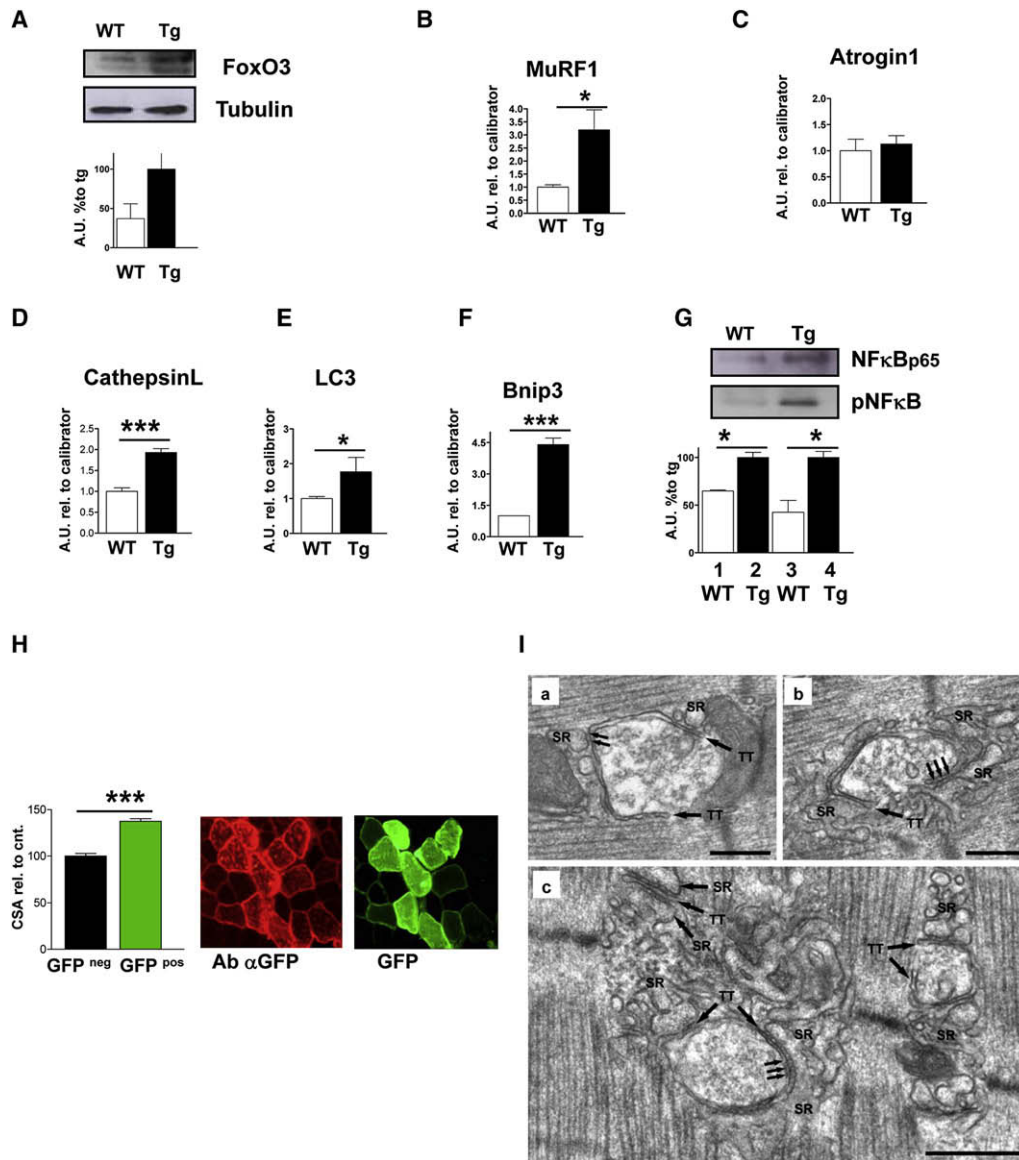 A
WT Tg
FoxO3
Tubulin
A.U. %to tg
100
50
0
WT Tg
B
MuRF1
*
A.U. rel. to calibrator
4.0
3.5
3.0
2.5
2.0
1.5
1.0
0.5
0.0
WT Tg
C
Atrogin1
A.U. rel. to calibrator
2.0
1.5
1.0
0.5
0.0
WT Tg
D
CathepsinL
***
A.U. rel. to calibrator
2.5
2.0
1.5
1.0
0.5
0.0
WT Tg
E
LC3
*
A.U. rel. to calibrator
3
2
1
0
WT Tg
F
Bnip3
***
A.U. rel. to calibrator
4.5
3.0
1.5
0.0
WT Tg
G
WT Tg
NFκBp65
pNFκB
* *
A.U. %to tg
100
50
0
1 2 3 4
WT Tg WT Tg
H
***
CSA rel. to cnt.
150
100
50
0
GFP neg GFP pos
Ab αGFP
GFP
I
a
SR
SR
TT
TT
b
SR
SR
SR
TT
c
SR
TT
SR
SR
TT
SR
SR
SR
TT
SR